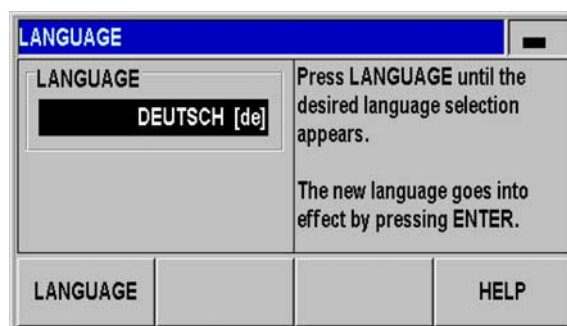 LANGUAGE
LANGUAGE
DEUTSCH [de]
Press LANGUAGE until the
desired language selection
appears.
The new language goes into
effect by pressing ENTER.
LANGUAGE
HELP